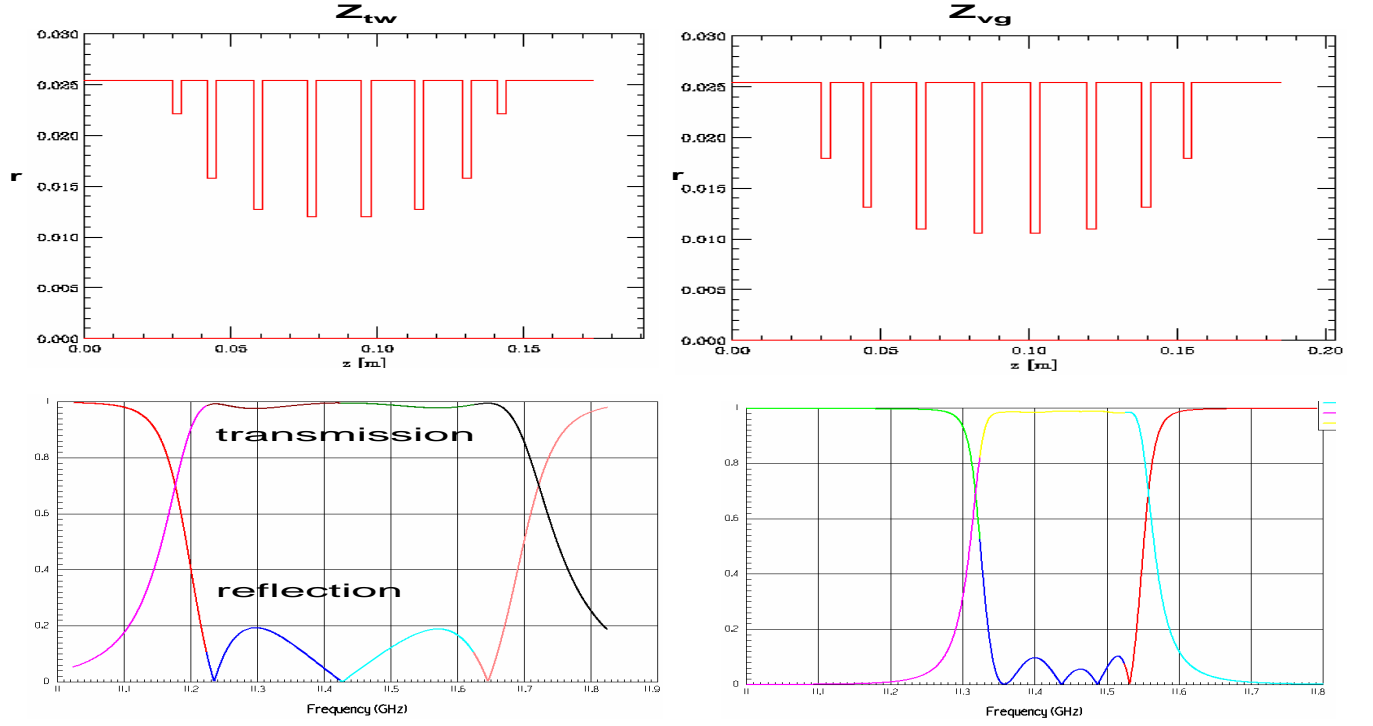 Z_tw
Z_vg
0.030
0.025
0.020
0.015
0.010
0.005
0.000
r
0.00 0.05 0.10 0.15
z [m]
0.030
0.025
0.020
0.015
0.010
0.005
0.000
r
0.00 0.05 0.10 0.15 0.20
z [m]
1
0.8
0.6
0.4
0.2
0
transmission
reflection
11 11.1 11.2 11.3 11.4 11.5 11.6 11.7 11.8 11.9
Frequency (GHz)
1
0.8
0.6
0.4
0.2
0
11 11.1 11.2 11.3 11.4 11.5 11.6 11.7 11.8
Frequency (GHz)